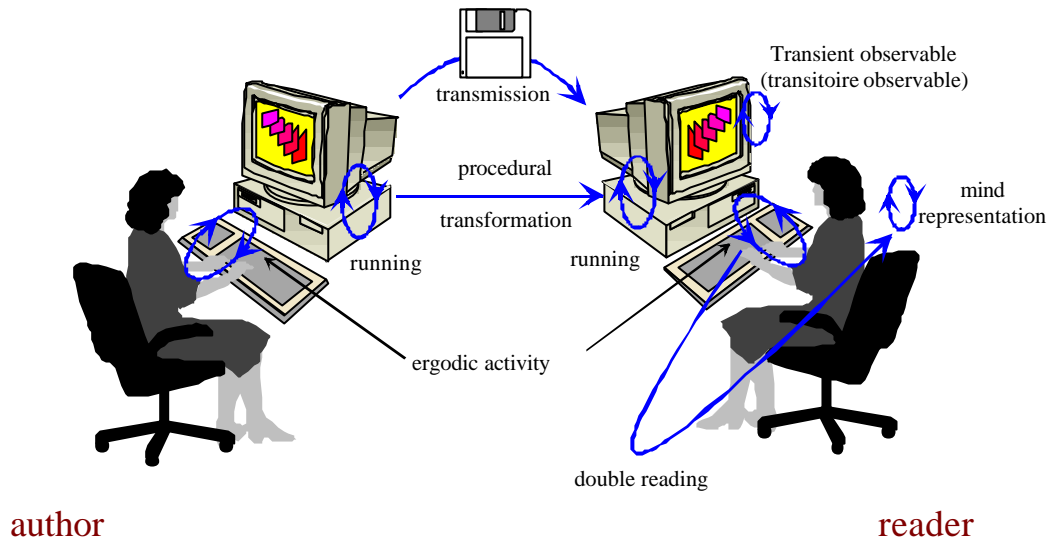 transmission
Transient observable
(transitoire observable)
procedural
transformation
mind
representation
running
running
ergodic activity
double reading
author
reader